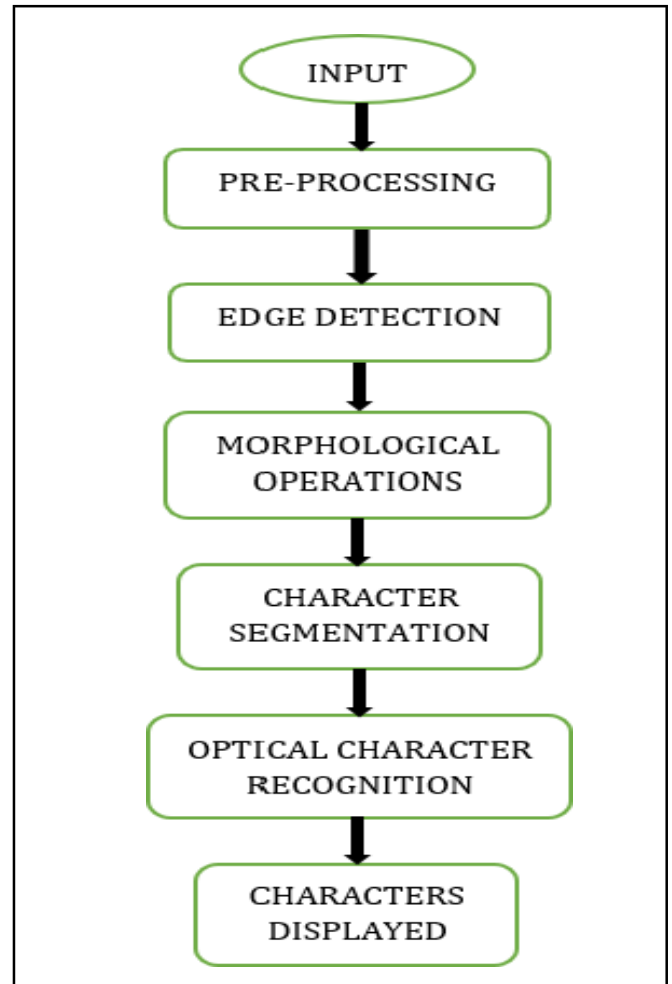 INPUT
PRE-PROCESSING
EDGE DETECTION
MORPHOLOGICAL
OPERATIONS
CHARACTER
SEGMENTATION
OPTICAL CHARACTER
RECOGNITION
CHARACTERS
DISPLAYED